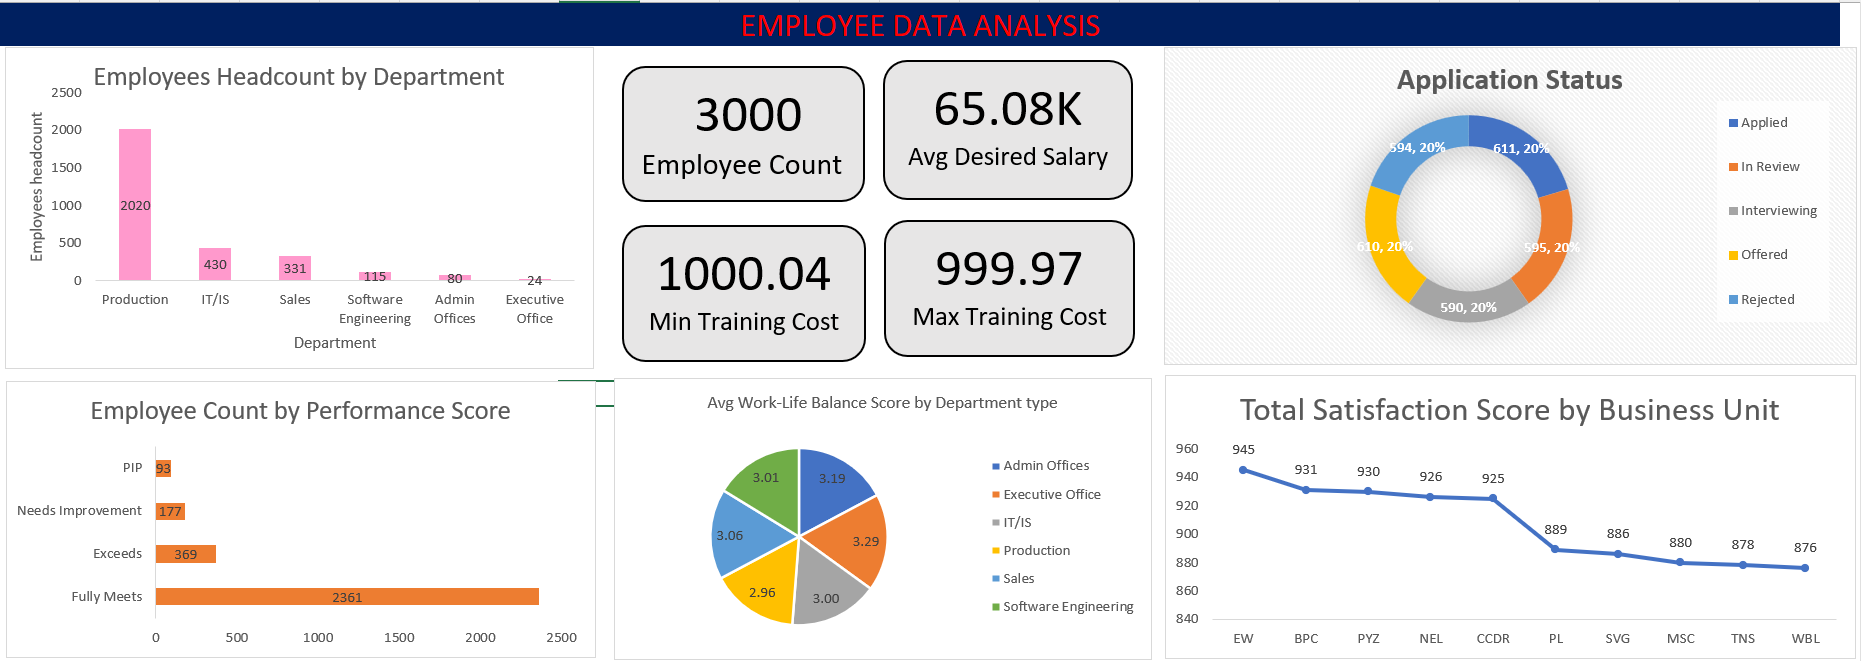 EMPLOYEE DATA ANALYSIS
Employees Headcount by Department
Employees headcount
2500
2000
1500
1000
500
0
2020
430
331
115
80
24
Production
IT/IS
Sales
Software
Engineering
Admin
Offices
Executive
Office
Department
3000
Employee Count
65.08K
Avg Desired Salary
1000.04
Min Training Cost
999.97
Max Training Cost
Application Status
594, 20%
611, 20%
610, 20%
595, 20%
590, 20%
Applied
In Review
Interviewing
Offered
Rejected
Employee Count by Performance Score
PIP
93
Needs Improvement
177
Exceeds
369
Fully Meets
2361
0 500 1000 1500 2000 2500
Avg Work-Life Balance Score by Department type
3.01
3.19
3.06
3.29
2.96
3.00
Admin Offices
Executive Office
IT/IS
Production
Sales
Software Engineering
Total Satisfaction Score by Business Unit
960
940
920
900
880
860
840
945
931
930
926
925
889
886
880
878
876
EW BPC PYZ NEL CCDR PL SVG MSC TNS WBL